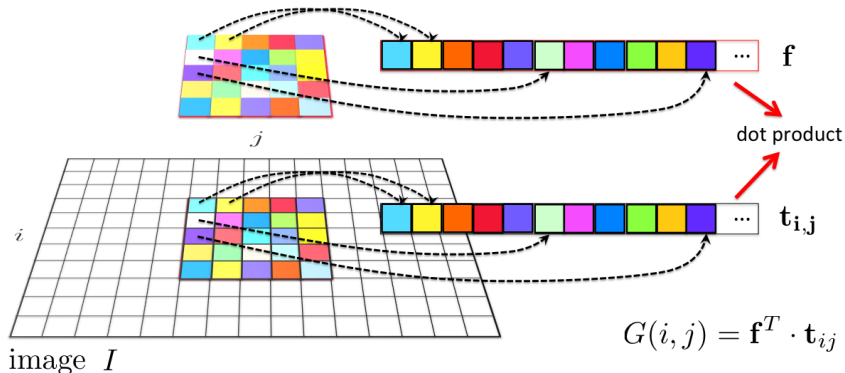 ... f
dot product
j
i
... t_{i,j}
G(i, j) = f^T · t_{ij}
image I